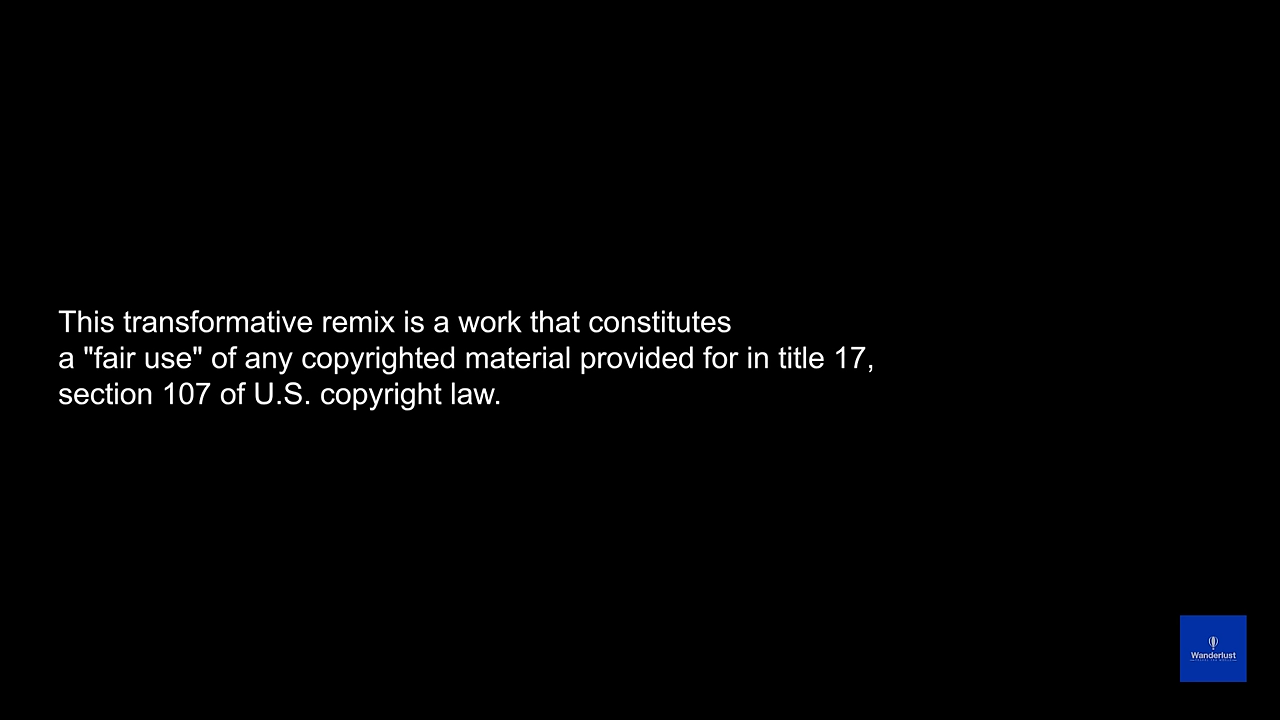 This transformative remix is a work that constitutes
a "fair use" of any copyrighted material provided for in title 17,
section 107 of U.S. copyright law.
Wanderlust